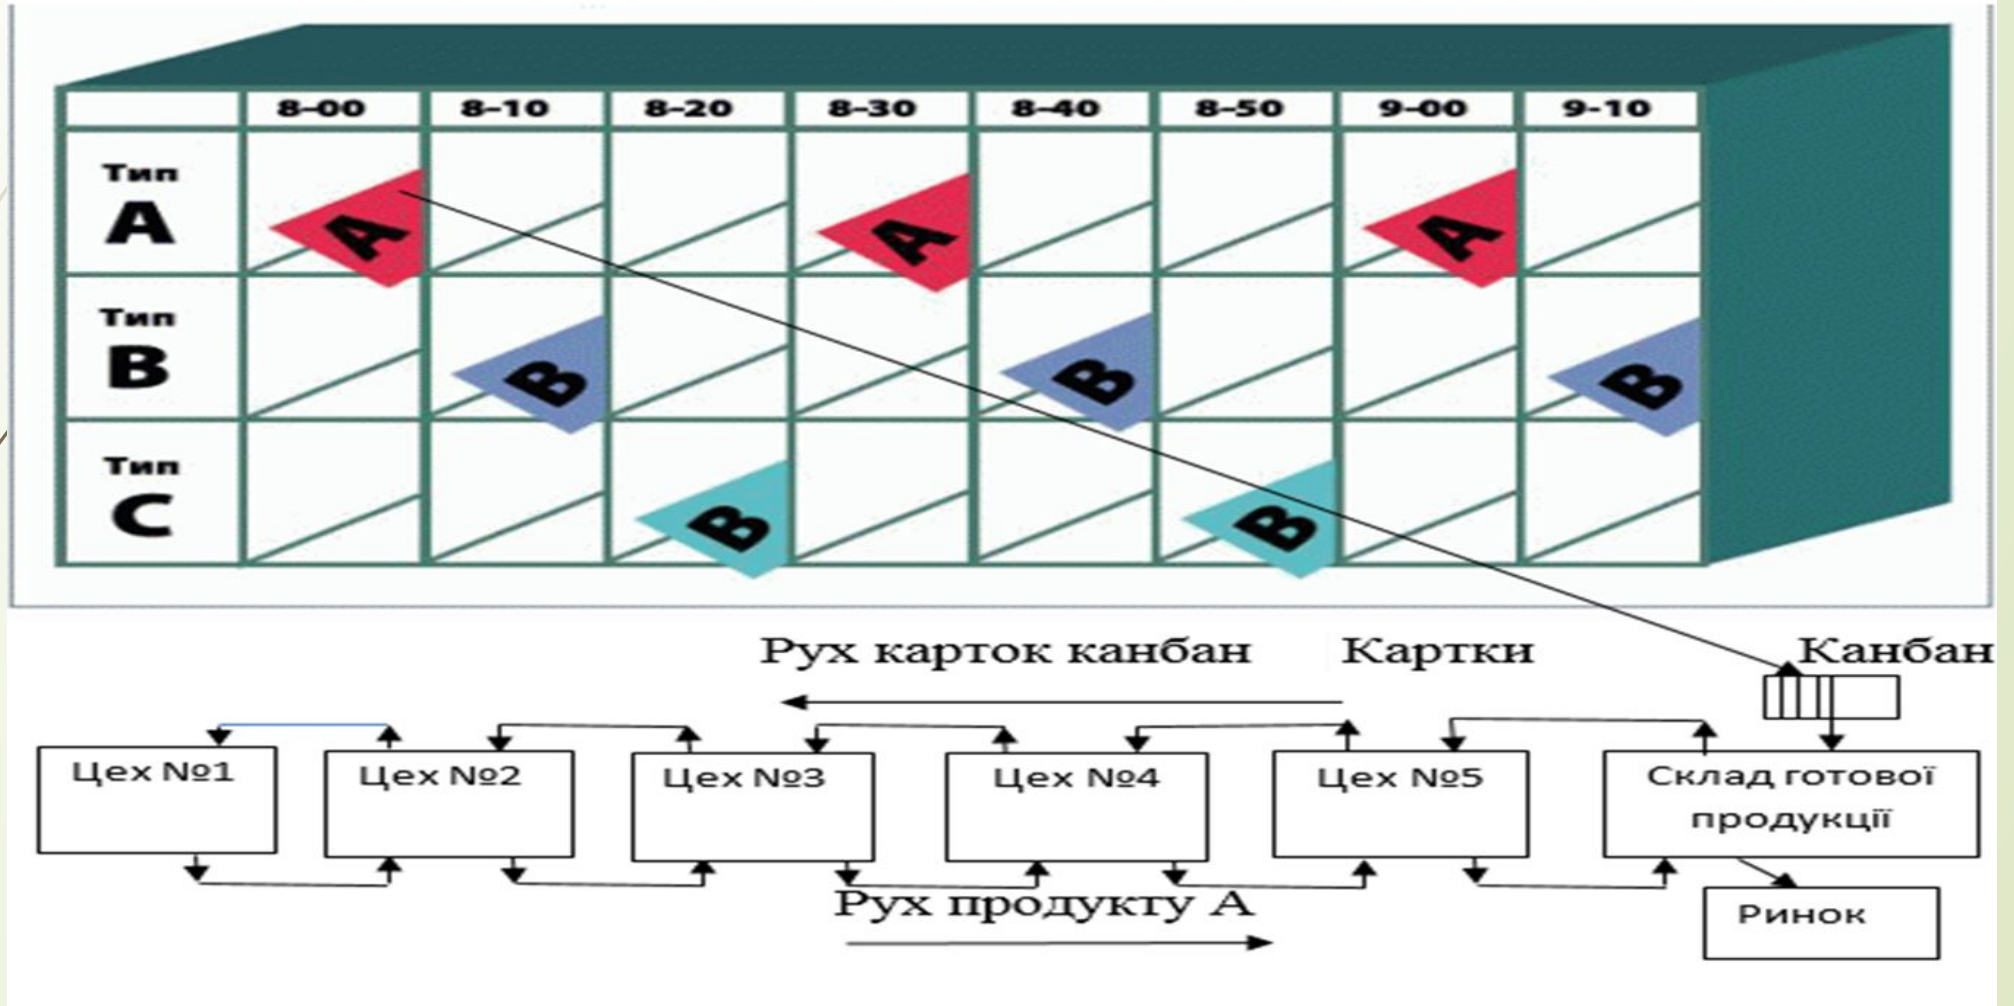 8-00 8-10 8-20 8-30 8-40 8-50 9-00 9-10
Тип
A
A A A
Тип
B
B B B
Тип
C
B B
Рух карток канбан Картки Канбан
Цех №1 Цех №2 Цех №3 Цех №4 Цех №5 Склад готової
продукції
Рух продукту А
Ринок